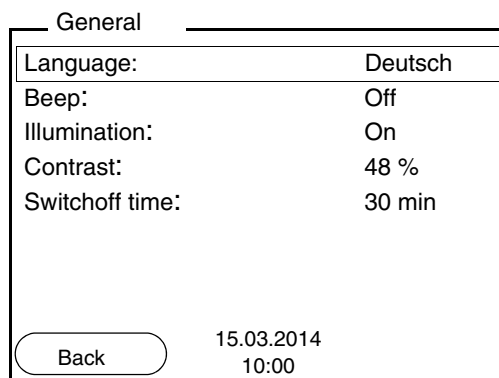 General
Language: Deutsch
Beep: Off
Illumination: On
Contrast: 48 %
Switchoff time: 30 min
15.03.2014
Back
10:00